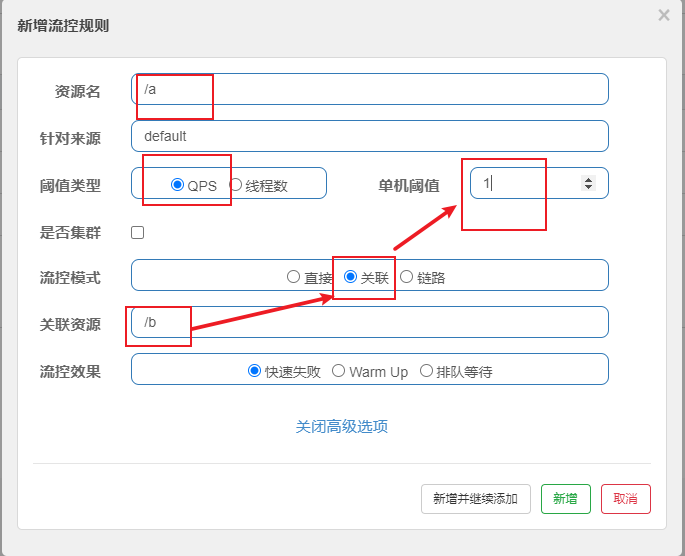 新增流控规则
资源名 /a
针对来源 default
阈值类型 QPS 线程数 单机阈值 1
是否集群
流控模式 直接 关联 链路
关联资源 /b
流控效果 快速失败 Warm Up 排队等待
关闭高级选项
新增并继续添加 新增 取消